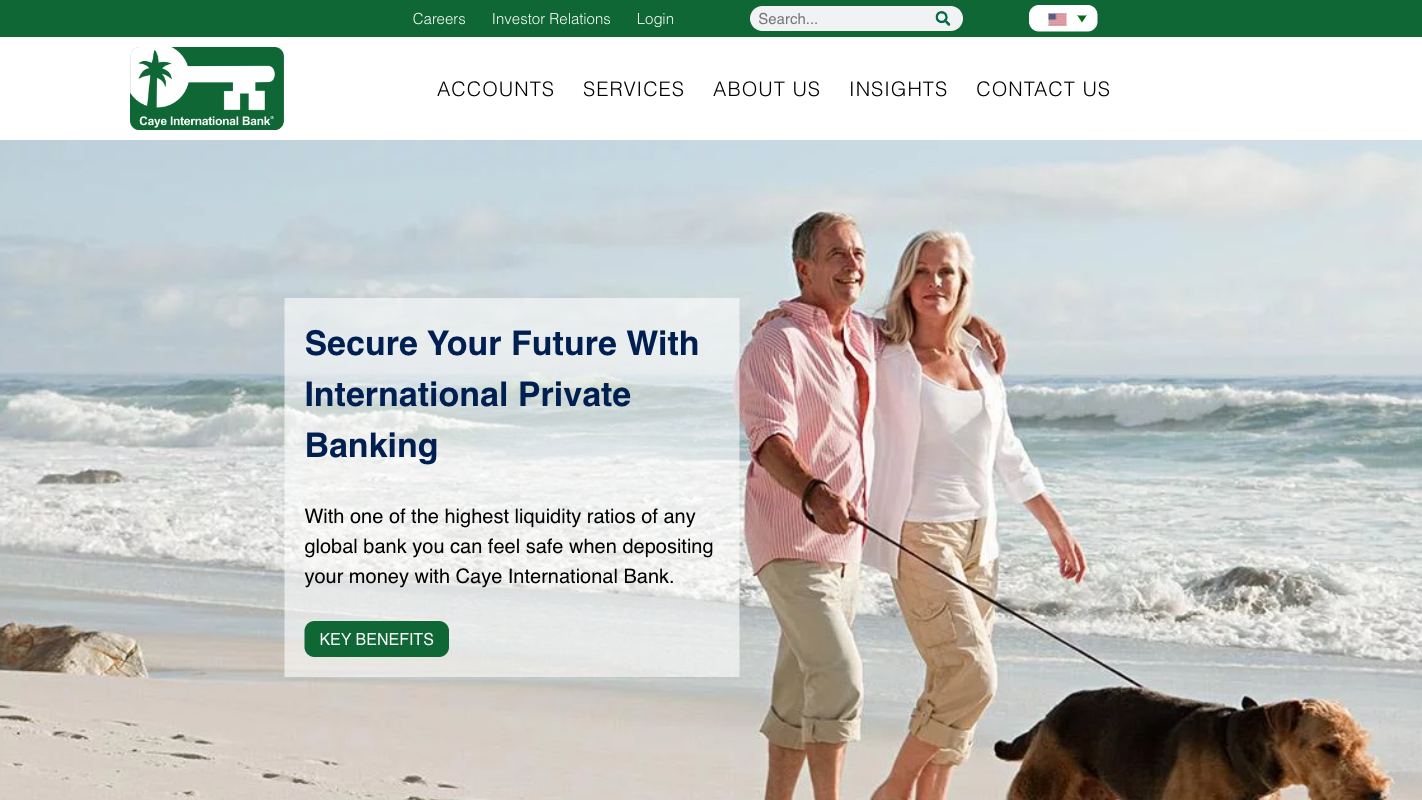 Careers Investor Relations Login Search...
Caye International Bank®
ACCOUNTS SERVICES ABOUT US INSIGHTS CONTACT US
Secure Your Future With
International Private
Banking
With one of the highest liquidity ratios of any
global bank you can feel safe when depositing
your money with Caye International Bank.
KEY BENEFITS